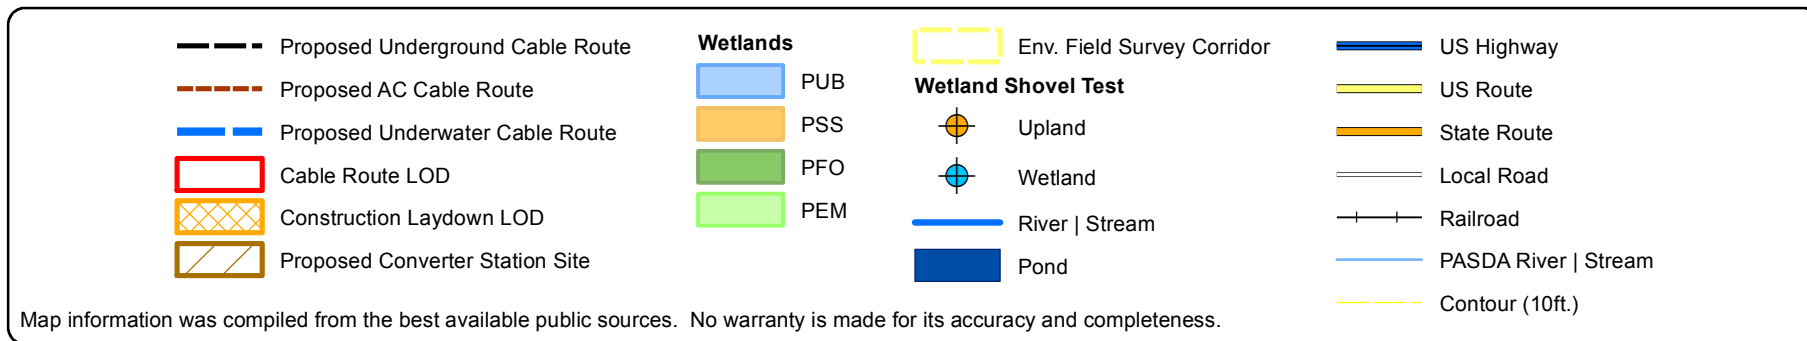 Proposed Underground Cable Route
Proposed AC Cable Route
Proposed Underwater Cable Route
Cable Route LOD
Construction Laydown LOD
Proposed Converter Station Site
Wetlands
PUB
PSS
PFO
PEM
Env. Field Survey Corridor
Wetland Shovel Test
Upland
Wetland
River | Stream
Pond
US Highway
US Route
State Route
Local Road
Railroad
PASDA River | Stream
Contour (10ft.)
Map information was compiled from the best available public sources.  No warranty is made for its accuracy and completeness.